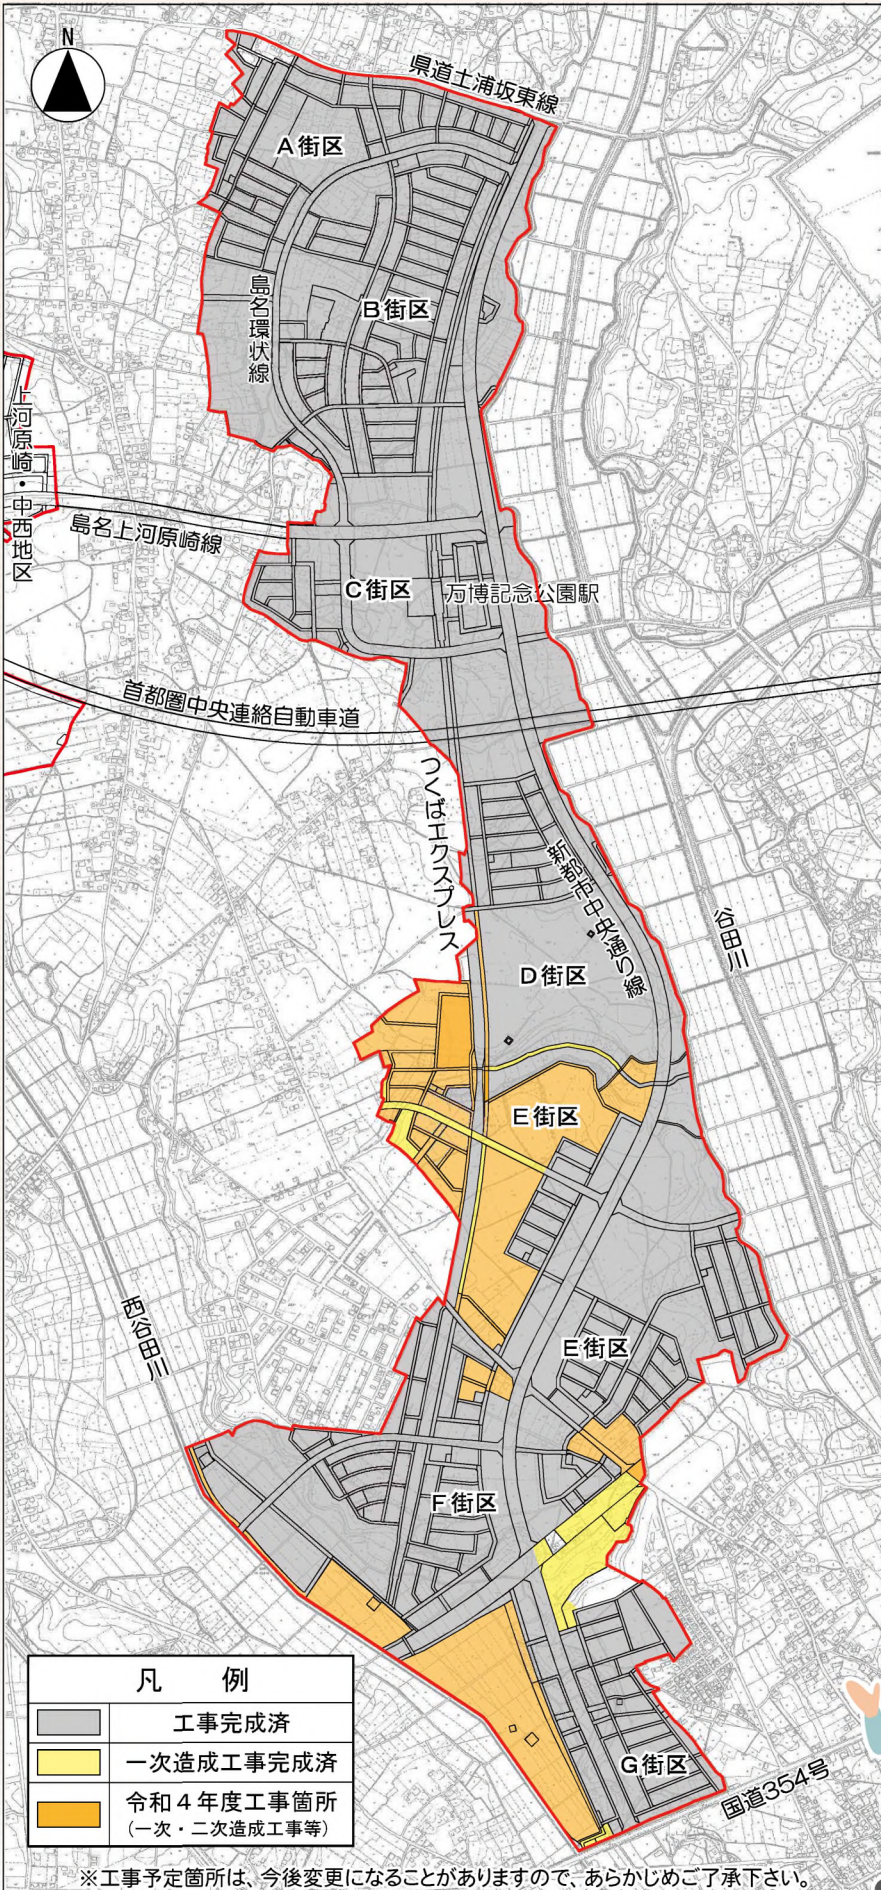 N
県道土浦坂東線
A街区
島名環状線
B街区
上河原崎・中西地区
島名上河原崎線
C街区
万博記念公園駅
首都圏中央連絡自動車道
つくばエクスプレス
新都市中央通り線
谷田川
D街区
E街区
西谷田川
E街区
F街区
G街区
国道354号
凡 例
工事完成済
一次造成工事完成済
令和4年度工事箇所
(一次・二次造成工事等)
※工事予定箇所は、今後変更になることがありますので、あらかじめご了承下さい。